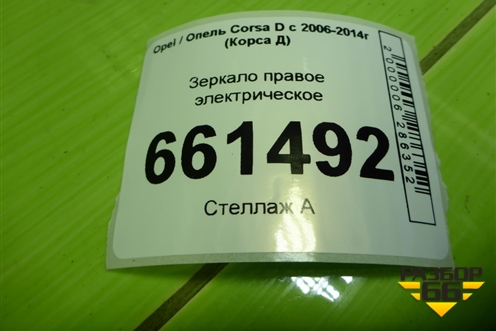 Opel / Опель Corsa D с 2006-2014г
(Корса Д)
Зеркало правое
электрическое
661492
Стеллаж А
2000006286352
РАЗБОР
66